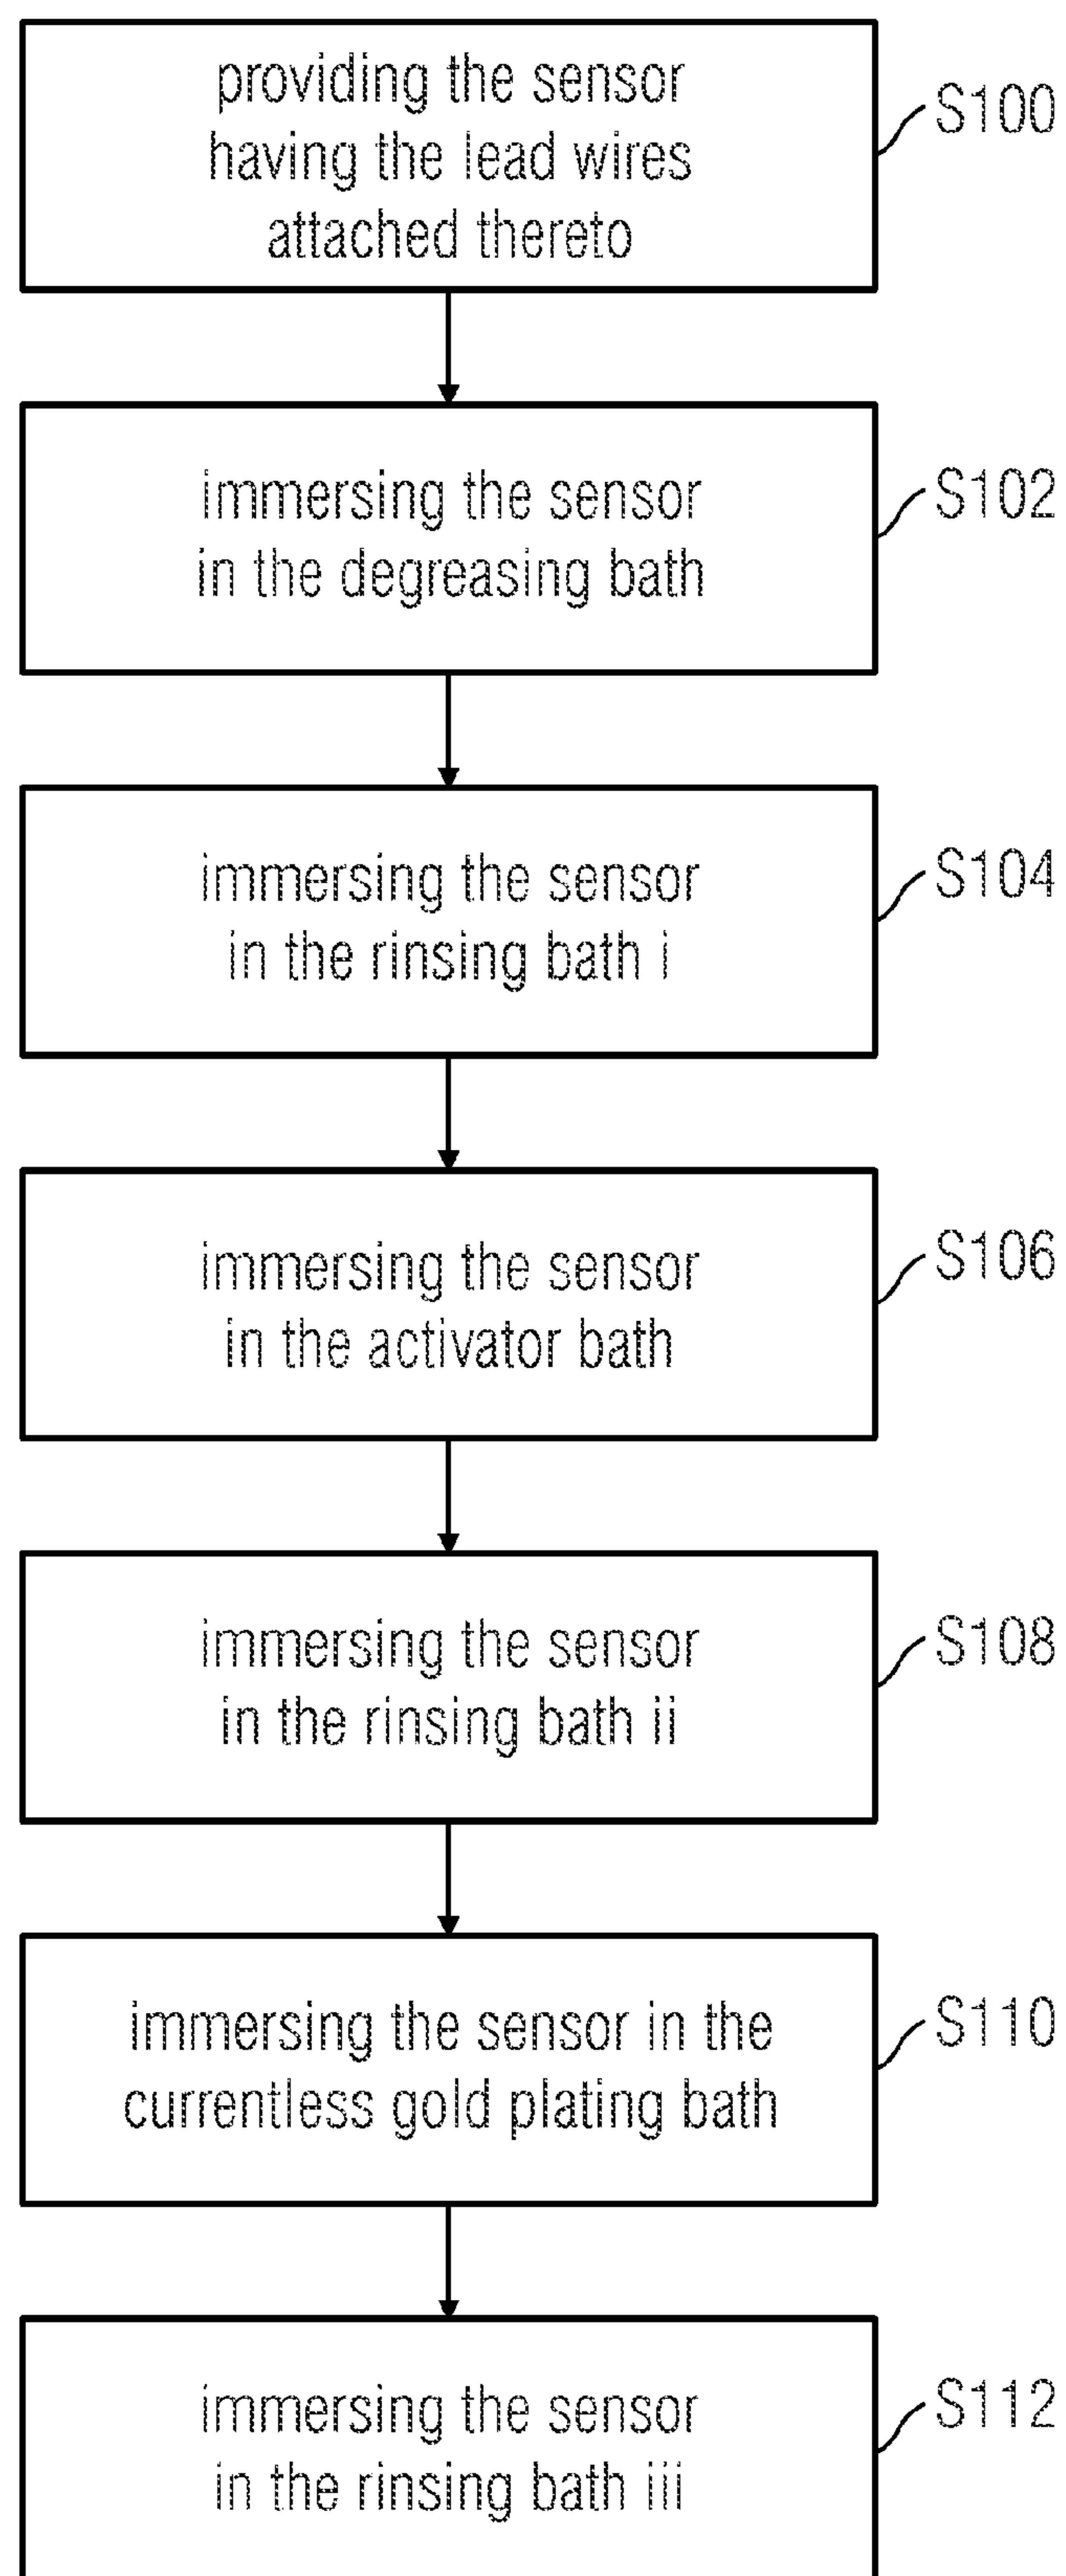 providing the sensor
having the lead wires
attached thereto
S100
immersing the sensor
in the degreasing bath
S102
immersing the sensor
in the rinsing bath i
S104
immersing the sensor
in the activator bath
S106
immersing the sensor
in the rinsing bath ii
S108
immersing the sensor in the
currentless gold plating bath
S110
immersing the sensor
in the rinsing bath iii
S112